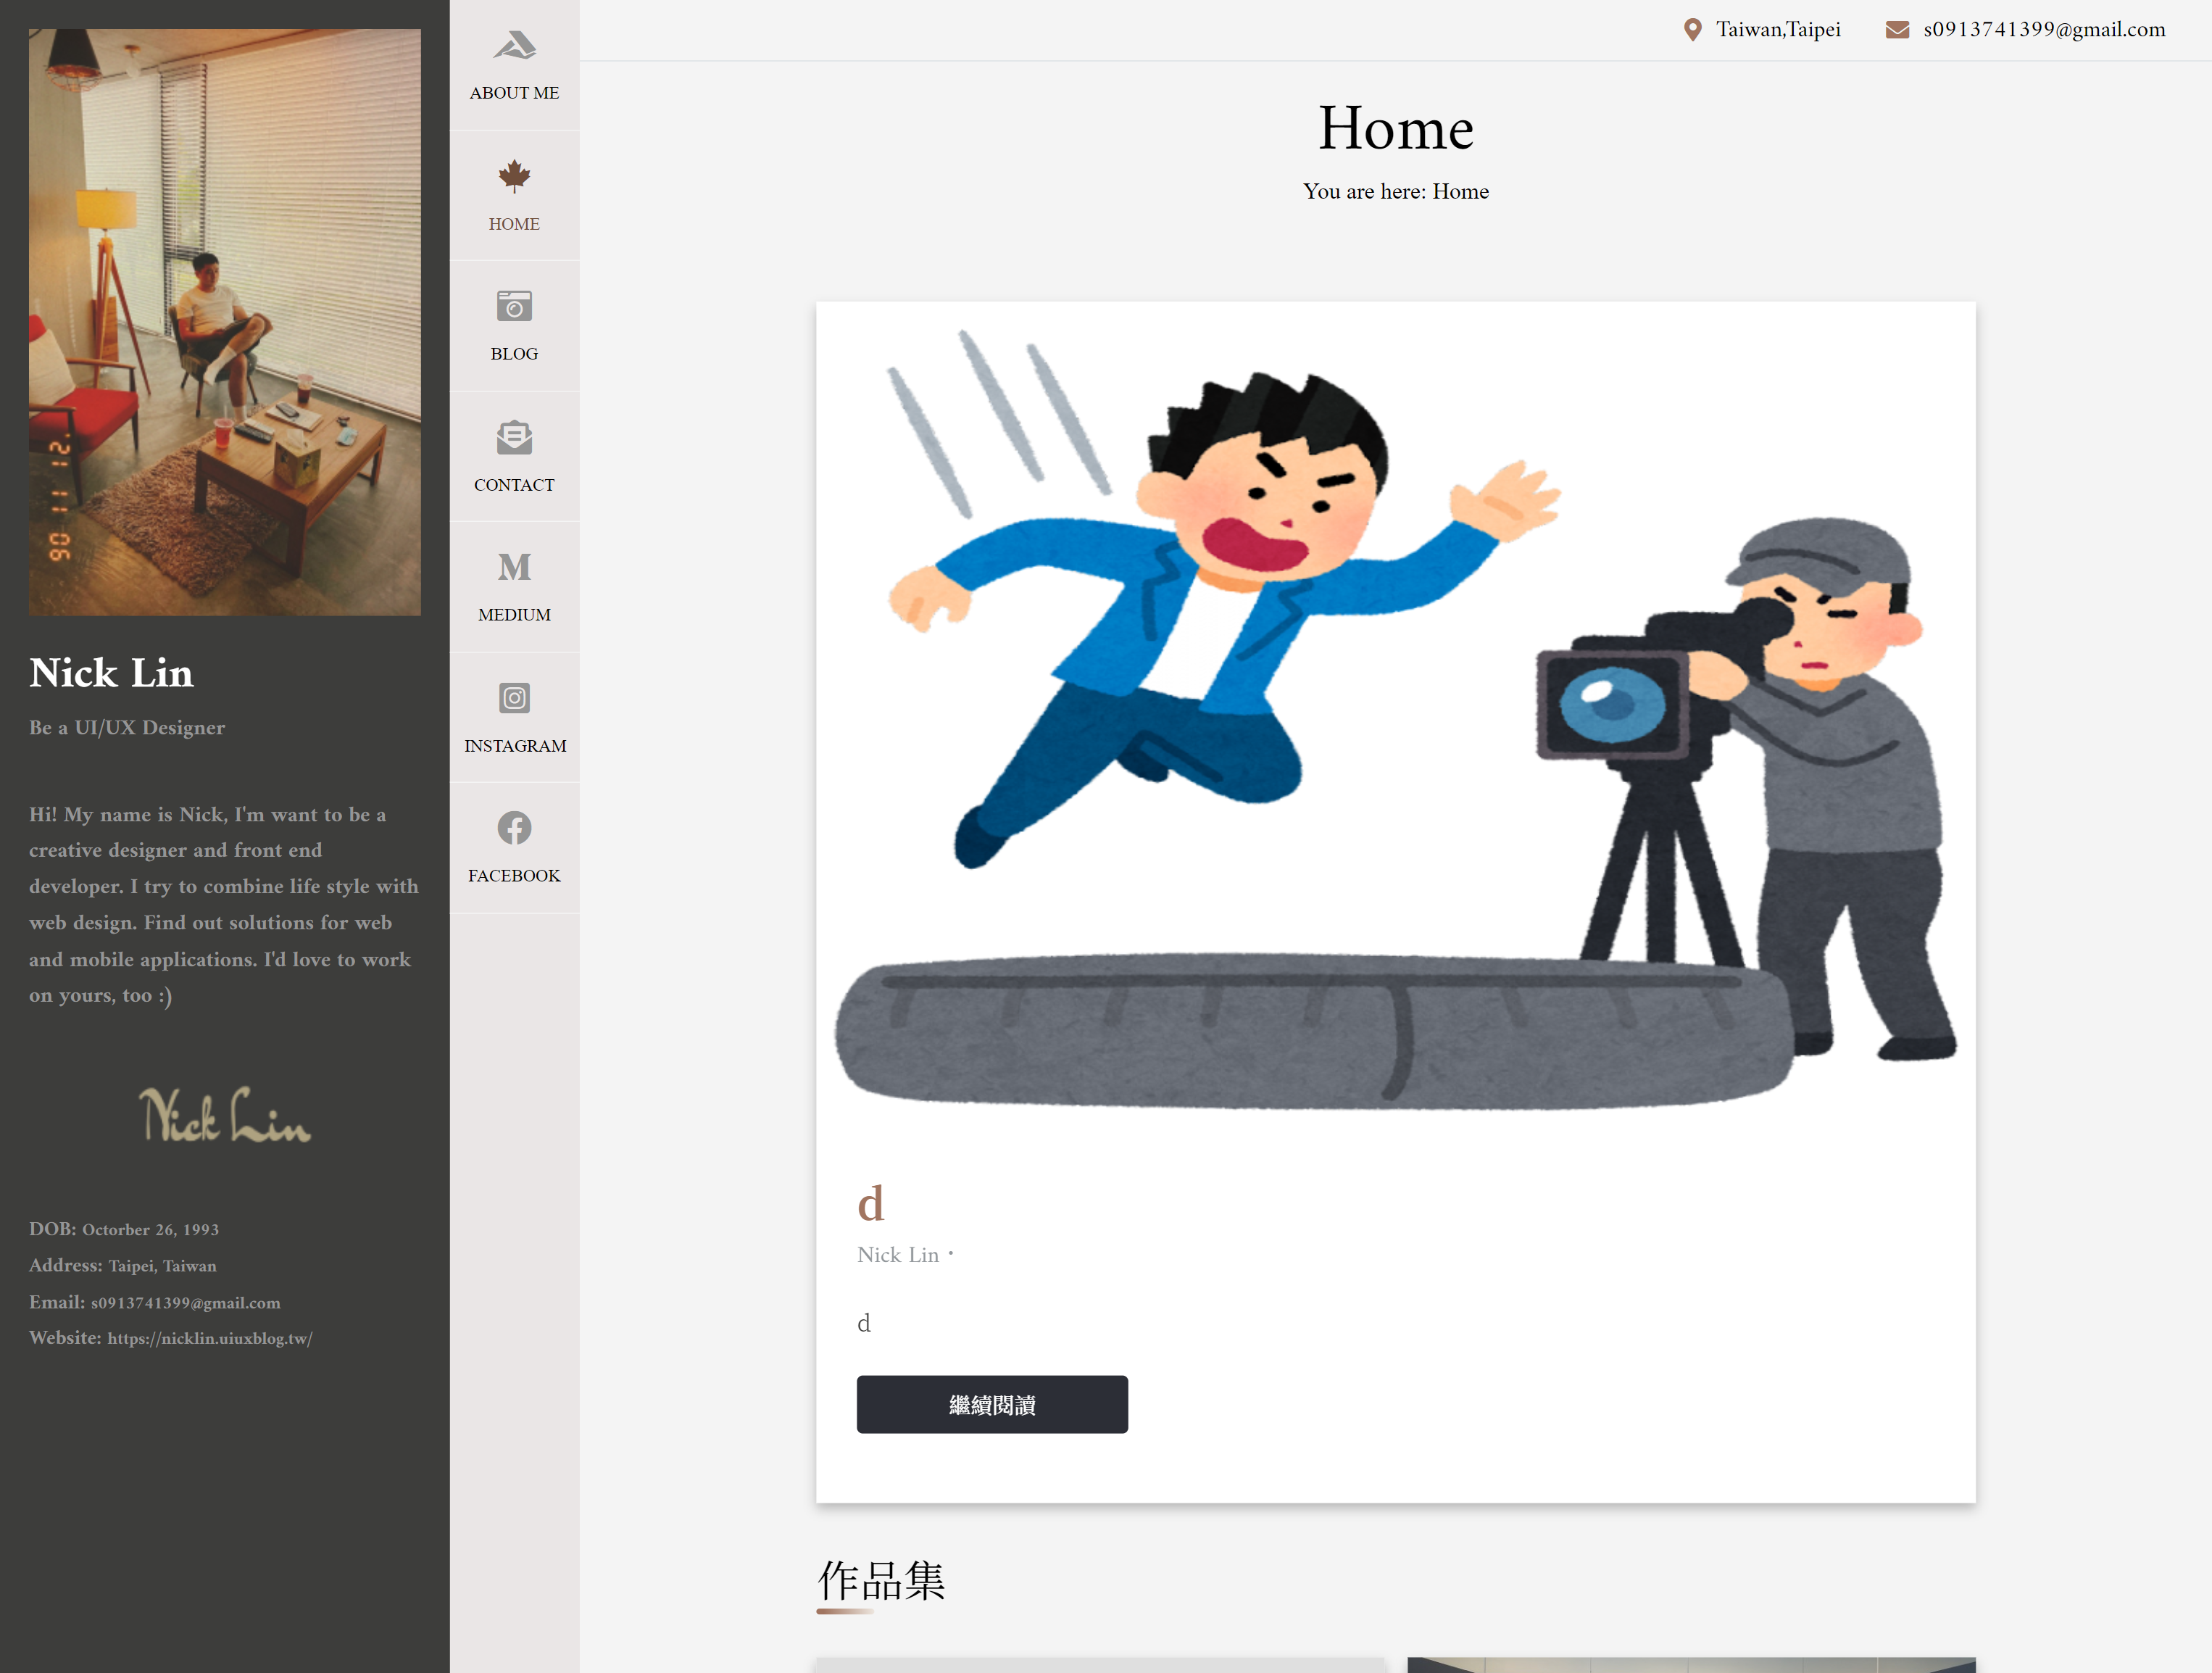 90 11 12.
Nick Lin
Be a UI/UX Designer
Hi! My name is Nick, I'm want to be a
creative designer and front end
developer. I try to combine life style with
web design. Find out solutions for web
and mobile applications. I'd love to work
on yours, too :)
Nick Lin
DOB: Octorber 26, 1993
Address: Taipei, Taiwan
Email: s0913741399@gmail.com
Website: https://nicklin.uiuxblog.tw/
ABOUT ME
HOME
BLOG
CONTACT
M
MEDIUM
INSTAGRAM
FACEBOOK
Taiwan,Taipei
s0913741399@gmail.com
Home
You are here: Home
d
Nick Lin・
d
繼續閱讀
作品集